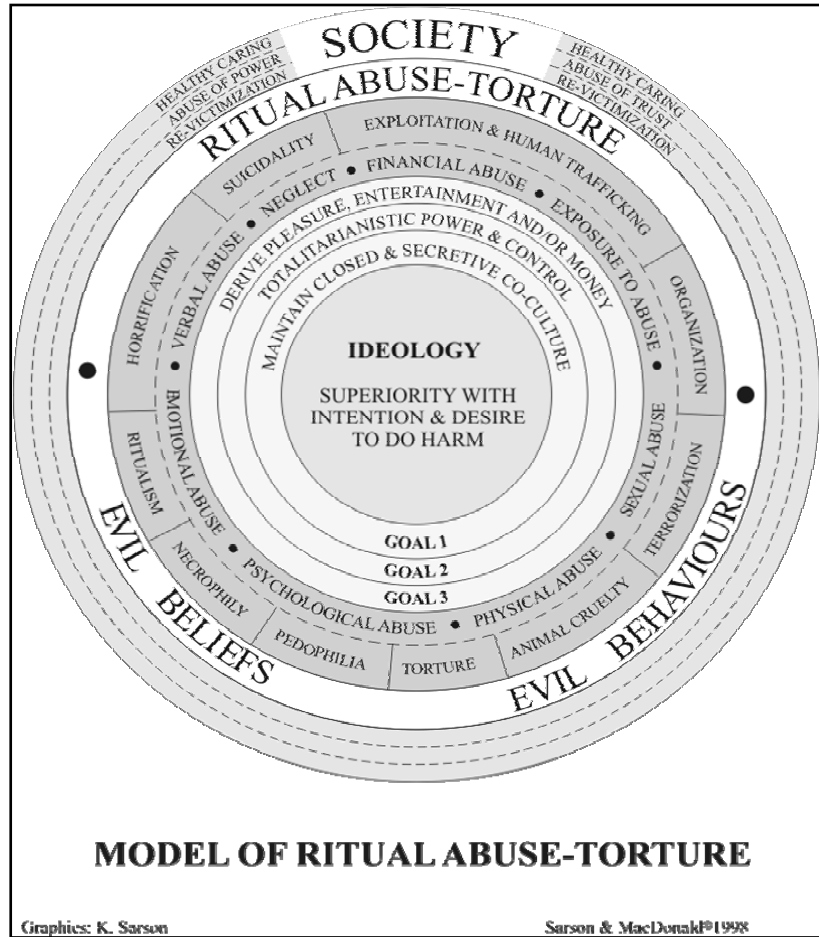 SOCIETY
HEALTHY CARING
ABUSE OF POWER
RE-VICTIMIZATION
HEALTHY CARING
ABUSE OF TRUST
RE-VICTIMIZATION
RITUAL ABUSE-TORTURE
EVIL BELIEFS
EVIL BEHAVIOURS
SUICIDALITY
EXPLOITATION & HUMAN TRAFFICKING
ORGANIZATION
TERRORIZATION
ANIMAL CRUELTY
TORTURE
PEDOPHILIA
NECROPHILY
RITUALISM
HORRIFICATION
VERBAL ABUSE • NEGLECT • FINANCIAL ABUSE • EXPOSURE TO ABUSE •
SEXUAL ABUSE
EMOTIONAL ABUSE • PSYCHOLOGICAL ABUSE • PHYSICAL ABUSE •
DERIVE PLEASURE, ENTERTAINMENT AND/OR MONEY
TOTALITARIANISTIC POWER & CONTROL
MAINTAIN CLOSED & SECRETIVE CO-CULTURE
IDEOLOGY
SUPERIORITY WITH
INTENTION & DESIRE
TO DO HARM
GOAL 1
GOAL 2
GOAL 3
MODEL OF RITUAL ABUSE-TORTURE
Graphics: K. Sarson
Sarson & MacDonald©1998